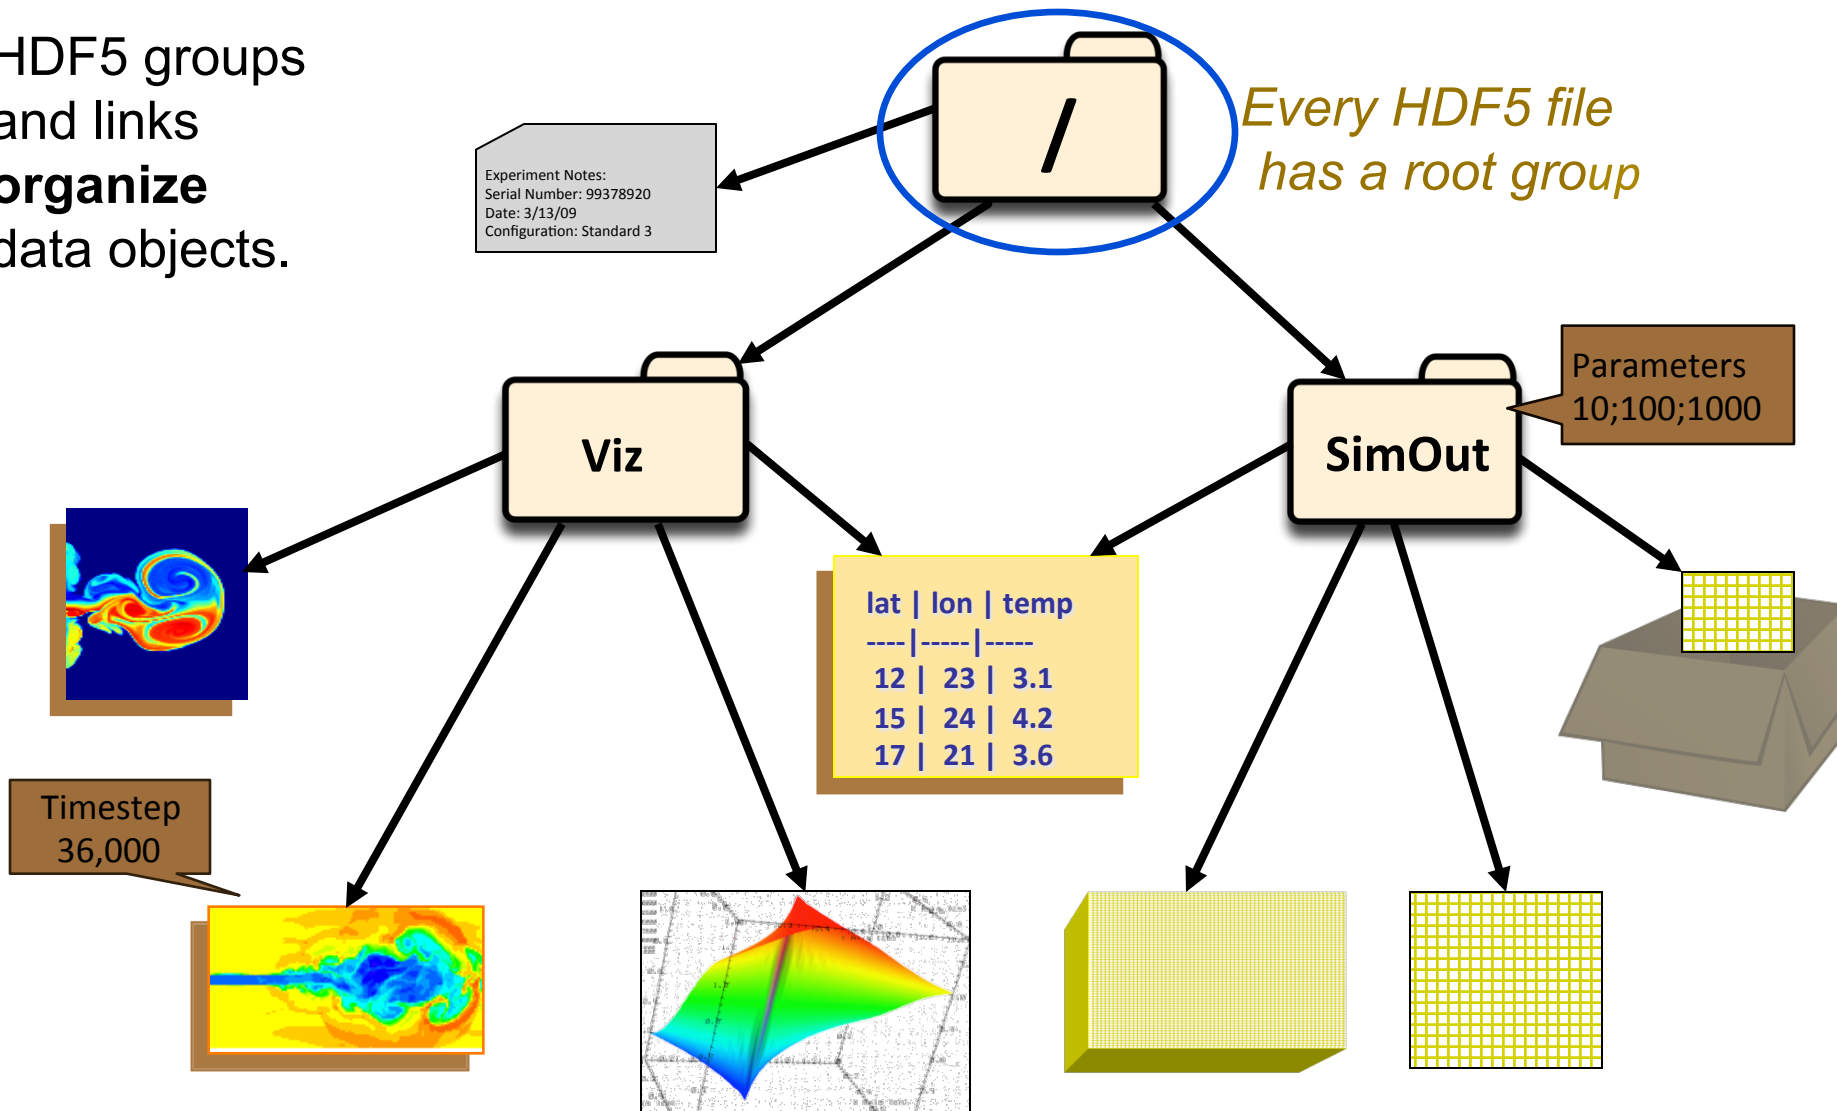 HDF5 groups
and links
organize
data objects.
/
Every HDF5 file
has a root group
Experiment Notes:
Serial Number: 99378920
Date: 3/13/09
Configuration: Standard 3
Viz
SimOut
Parameters
10;100;1000
lat | lon | temp
----|-----|-----
12 | 23 | 3.1
15 | 24 | 4.2
17 | 21 | 3.6
Timestep
36,000